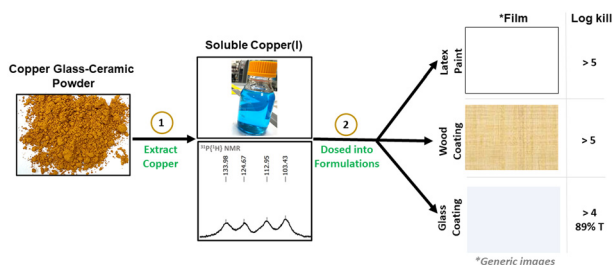 Copper Glass-Ceramic
Powder
1
Extract
Copper
Soluble Copper(I)
³¹P{¹H} NMR
—133.98
—124.67
—112.95
—103.43
2
Dosed into
Formulations
*Film
Log kill
Latex
Paint
> 5
Wood
Coating
> 5
Glass
Coating
> 4
89% T
*Generic images